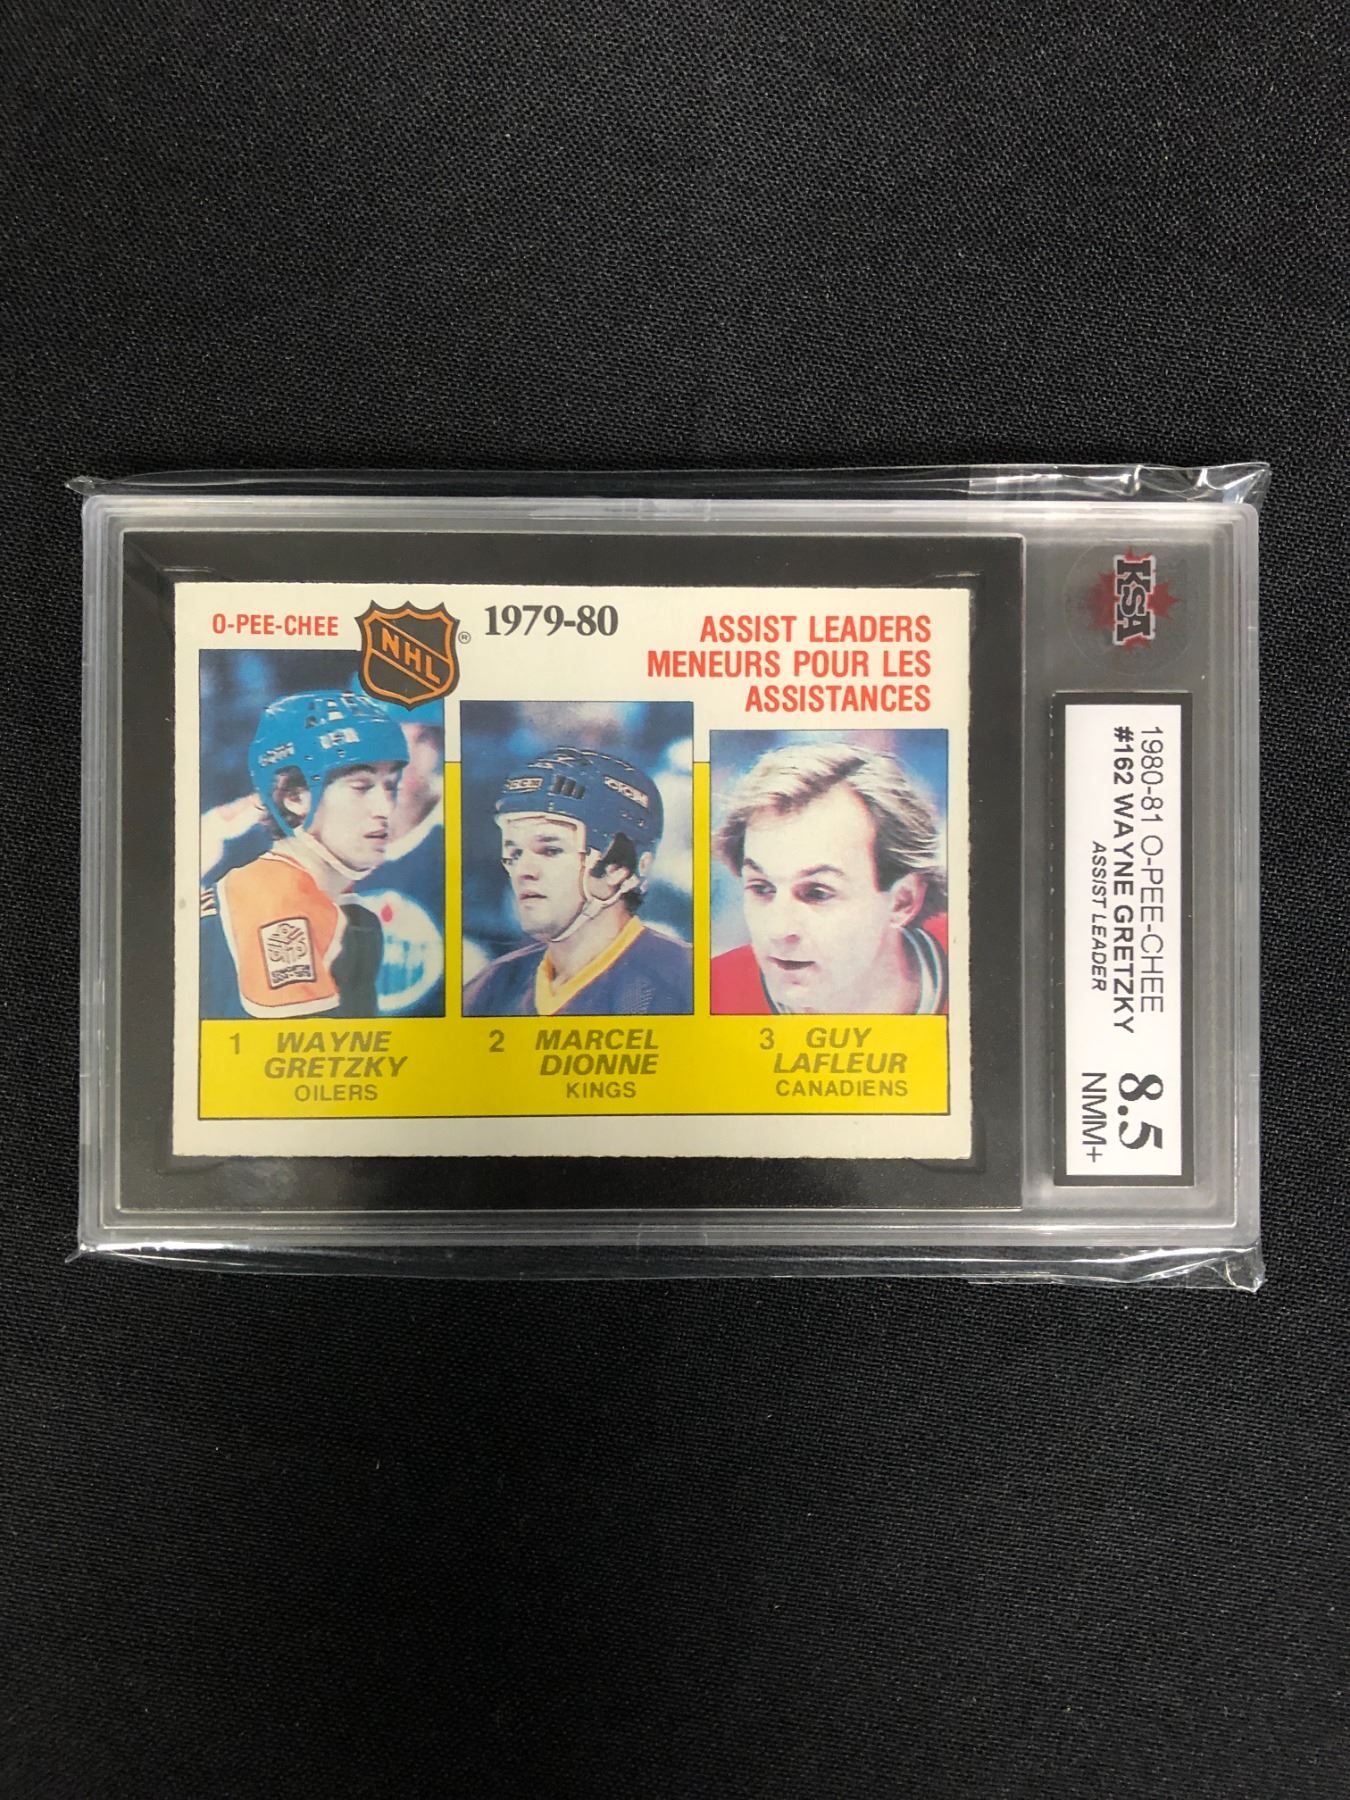 O-PEE-CHEE
NHL
®
1979-80
ASSIST LEADERS
MENEURS POUR LES
ASSISTANCES
1 WAYNE
GRETZKY
OILERS
2 MARCEL
DIONNE
KINGS
3 GUY
LAFLEUR
CANADIENS
KSA
1980-81 O-PEE-CHEE
#162 WAYNE GRETZKY
ASSIST LEADER
8.5
NMM+